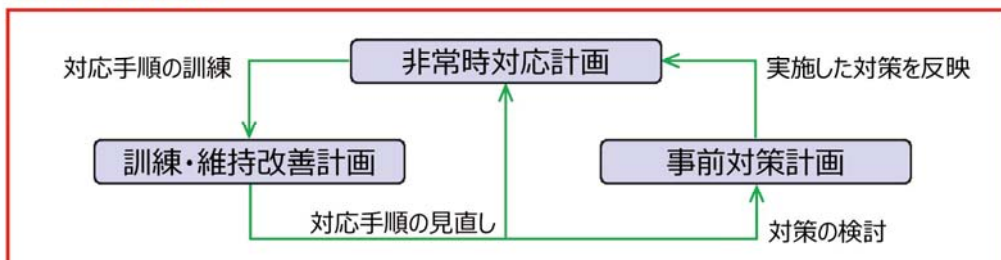 非常時対応計画
対応手順の訓練
実施した対策を反映
訓練・維持改善計画
事前対策計画
対応手順の見直し
対策の検討